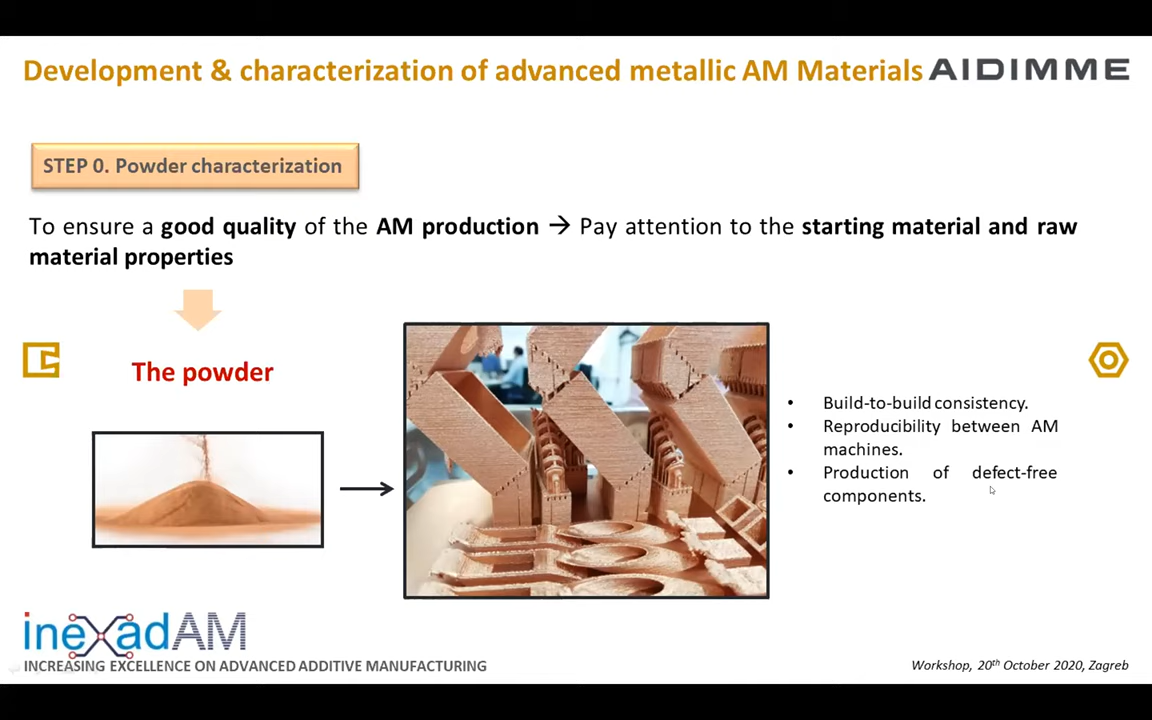 Development & characterization of advanced metallic AM Materials AIDIMME
STEP 0. Powder characterization
To ensure a good quality of the AM production → Pay attention to the starting material and raw
material properties
The powder
• Build-to-build consistency.
• Reproducibility between AM
machines.
• Production of defect-free
components.
inexadAM
INCREASING EXCELLENCE ON ADVANCED ADDITIVE MANUFACTURING
Workshop, 20th October 2020, Zagreb